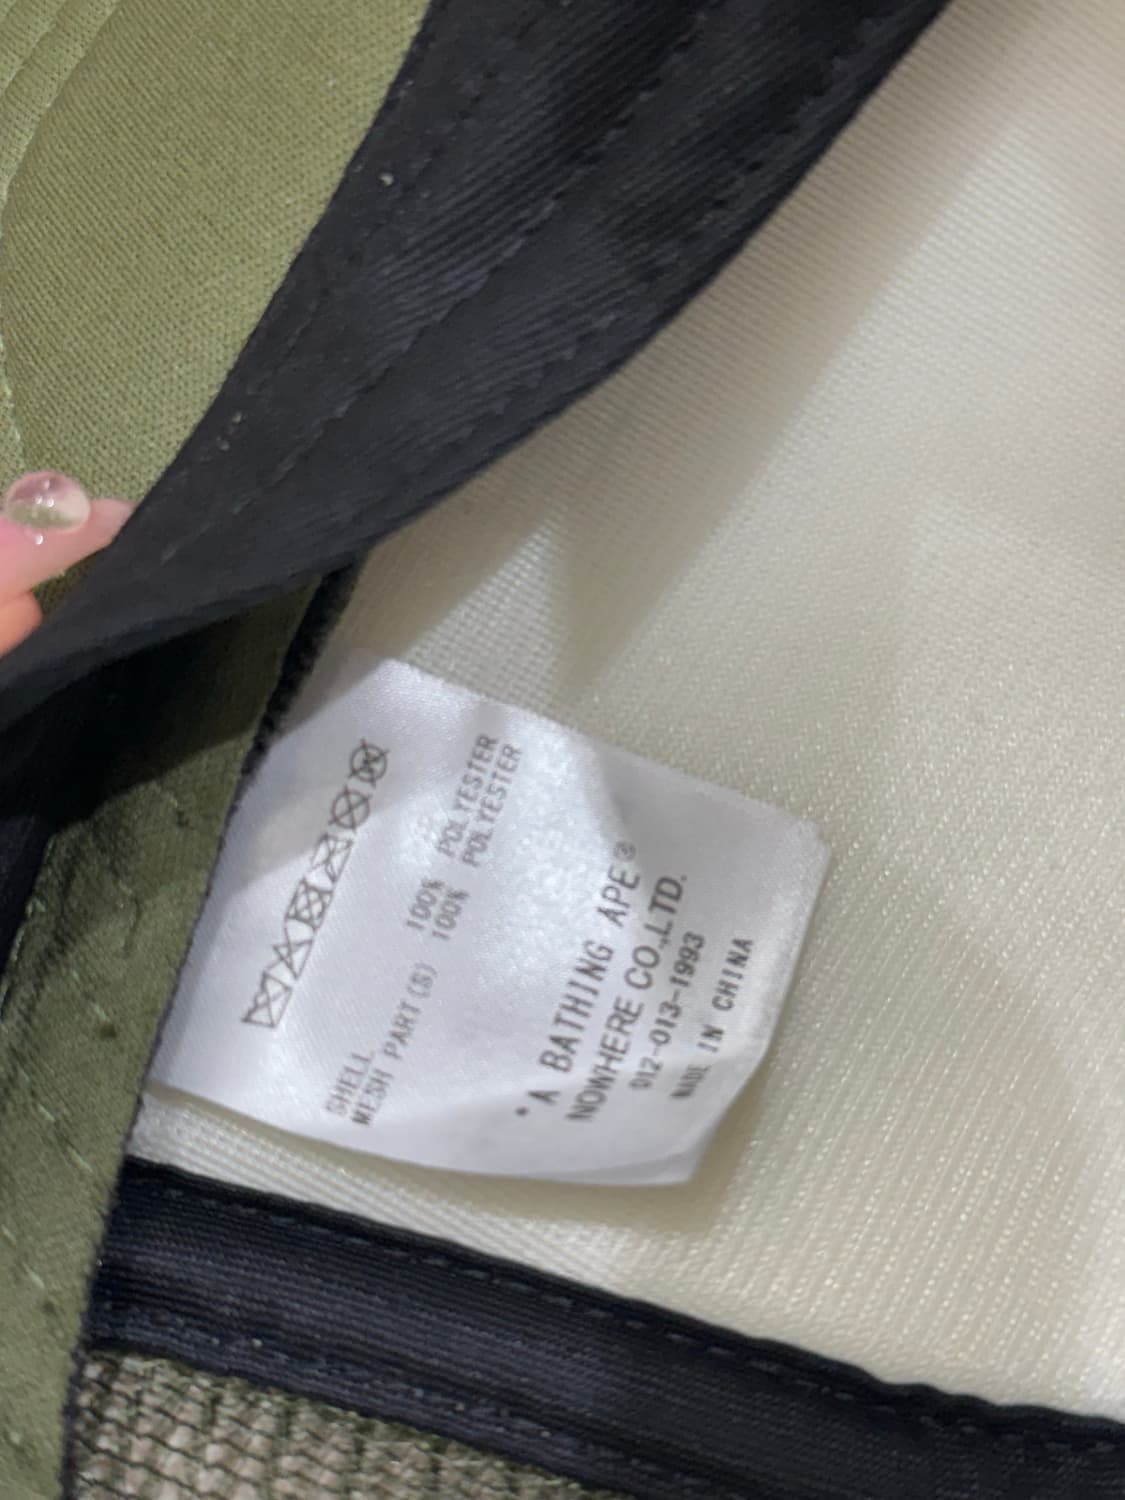 SHELL 100% POLYESTER
MESH PART(S) 100% POLYESTER
* A BATHING APE®
NOWHERE CO.,LTD.
012-013-1993
MADE IN CHINA